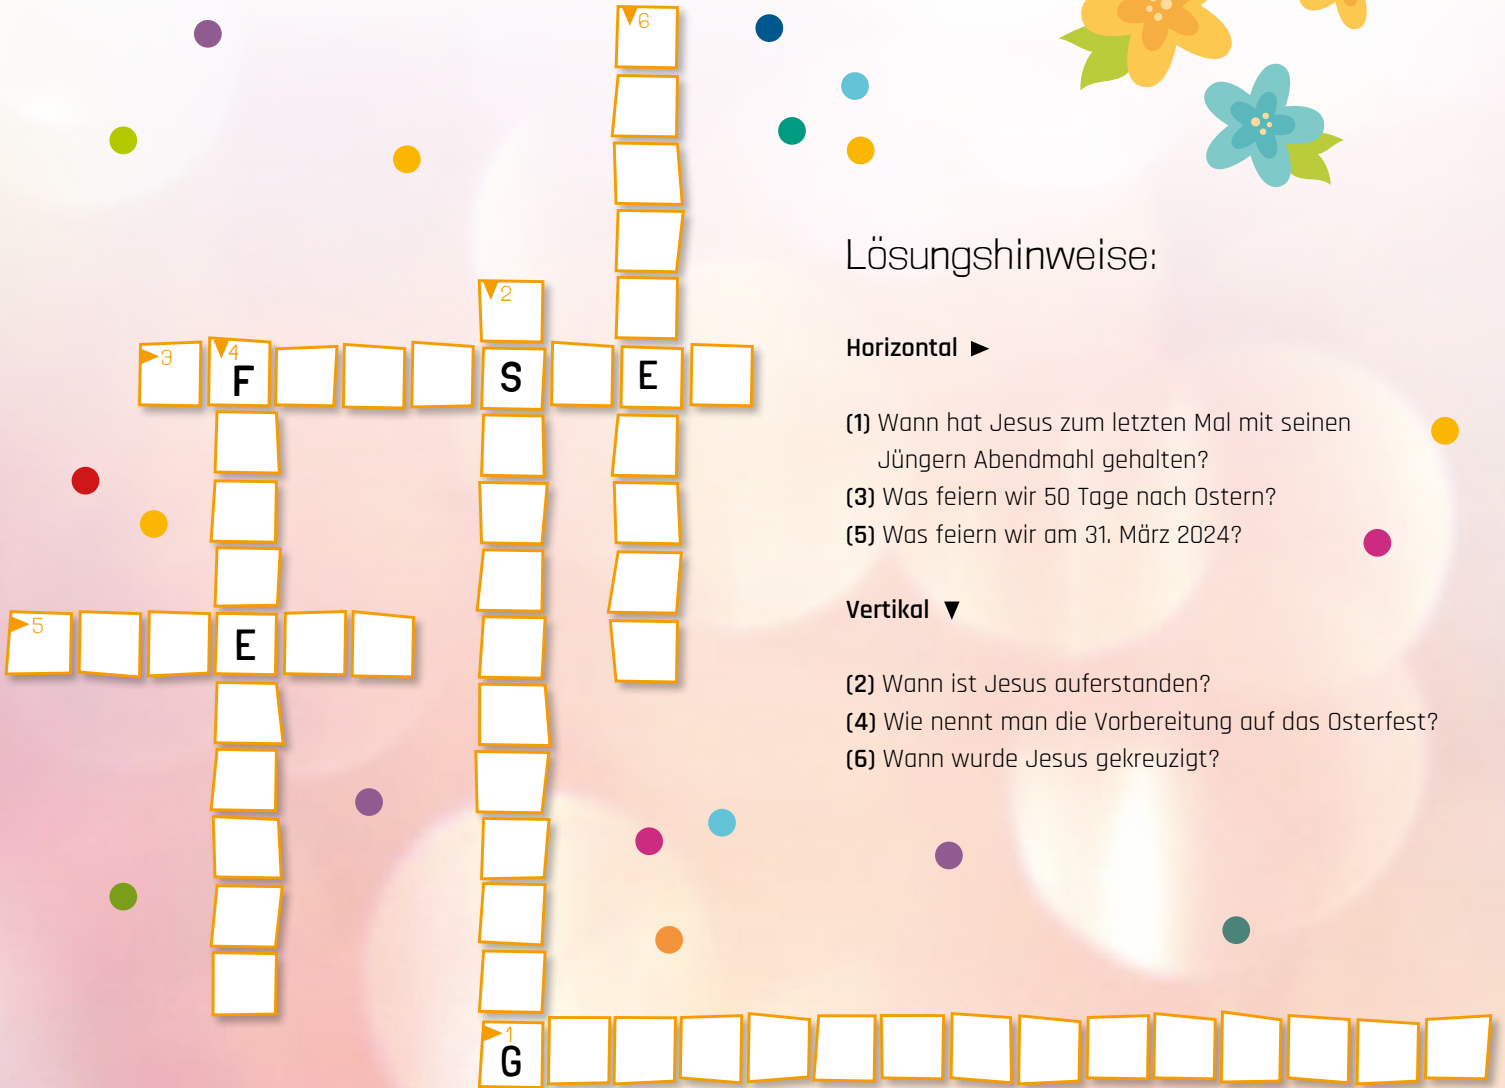 6
2
3
4
F
S
E
5
E
1
G
Lösungshinweise:
Horizontal
(1) Wann hat Jesus zum letzten Mal mit seinen
Jüngern Abendmahl gehalten?
(3) Was feiern wir 50 Tage nach Ostern?
(5) Was feiern wir am 31. März 2024?
Vertikal
(2) Wann ist Jesus auferstanden?
(4) Wie nennt man die Vorbereitung auf das Osterfest?
(6) Wann wurde Jesus gekreuzigt?